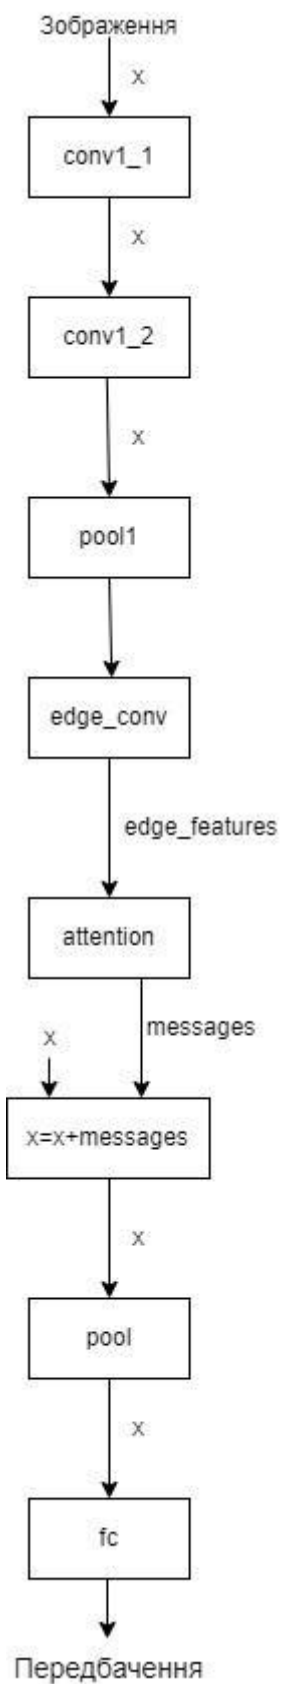 Зображення
x
conv1_1
x
conv1_2
x
pool1
edge_conv
edge_features
attention
messages
x
x=x+messages
x
pool
x
fc
Передбачення